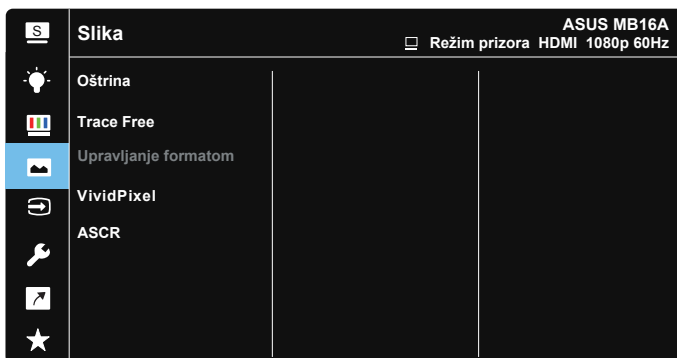 S
Slika
ASUS MB16A
Režim prizora HDMI 1080p 60Hz
Oštrina
Trace Free
Upravljanje formatom
VividPixel
ASCR